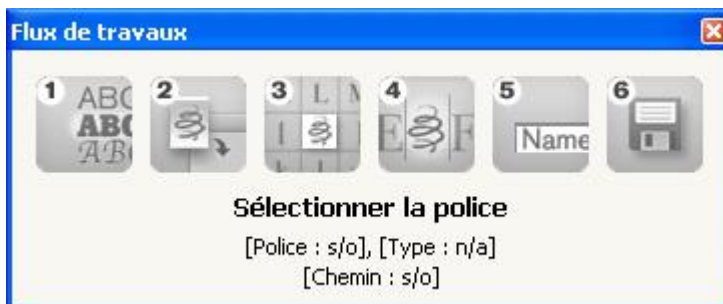 Flux de travaux
1 2 3 4 5 6
ABC
ABC
ABC
L M
I
E F
Name
Sélectionner la police
[Police : s/o], [Type : n/a]
[Chemin : s/o]